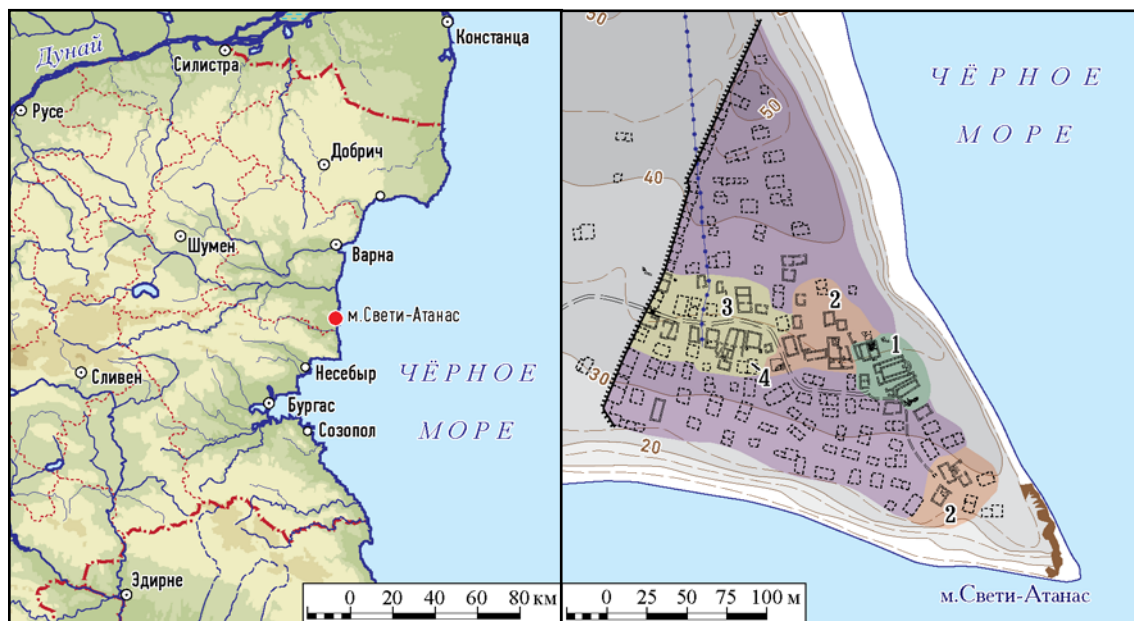 Дунай
Констанца
Силистра
Русе
Добрич
Шумен
Варна
м.Свети-Атанас
Сливен
Несебыр
ЧЁРНОЕ
МОРЕ
Бургас
Созопол
Эдирне
0 20 40 60 80 км
50
ЧЁРНОЕ
МОРЕ
50
40
3
2
1
4
30
20
2
м.Свети-Атанас
0 25 50 75 100 м